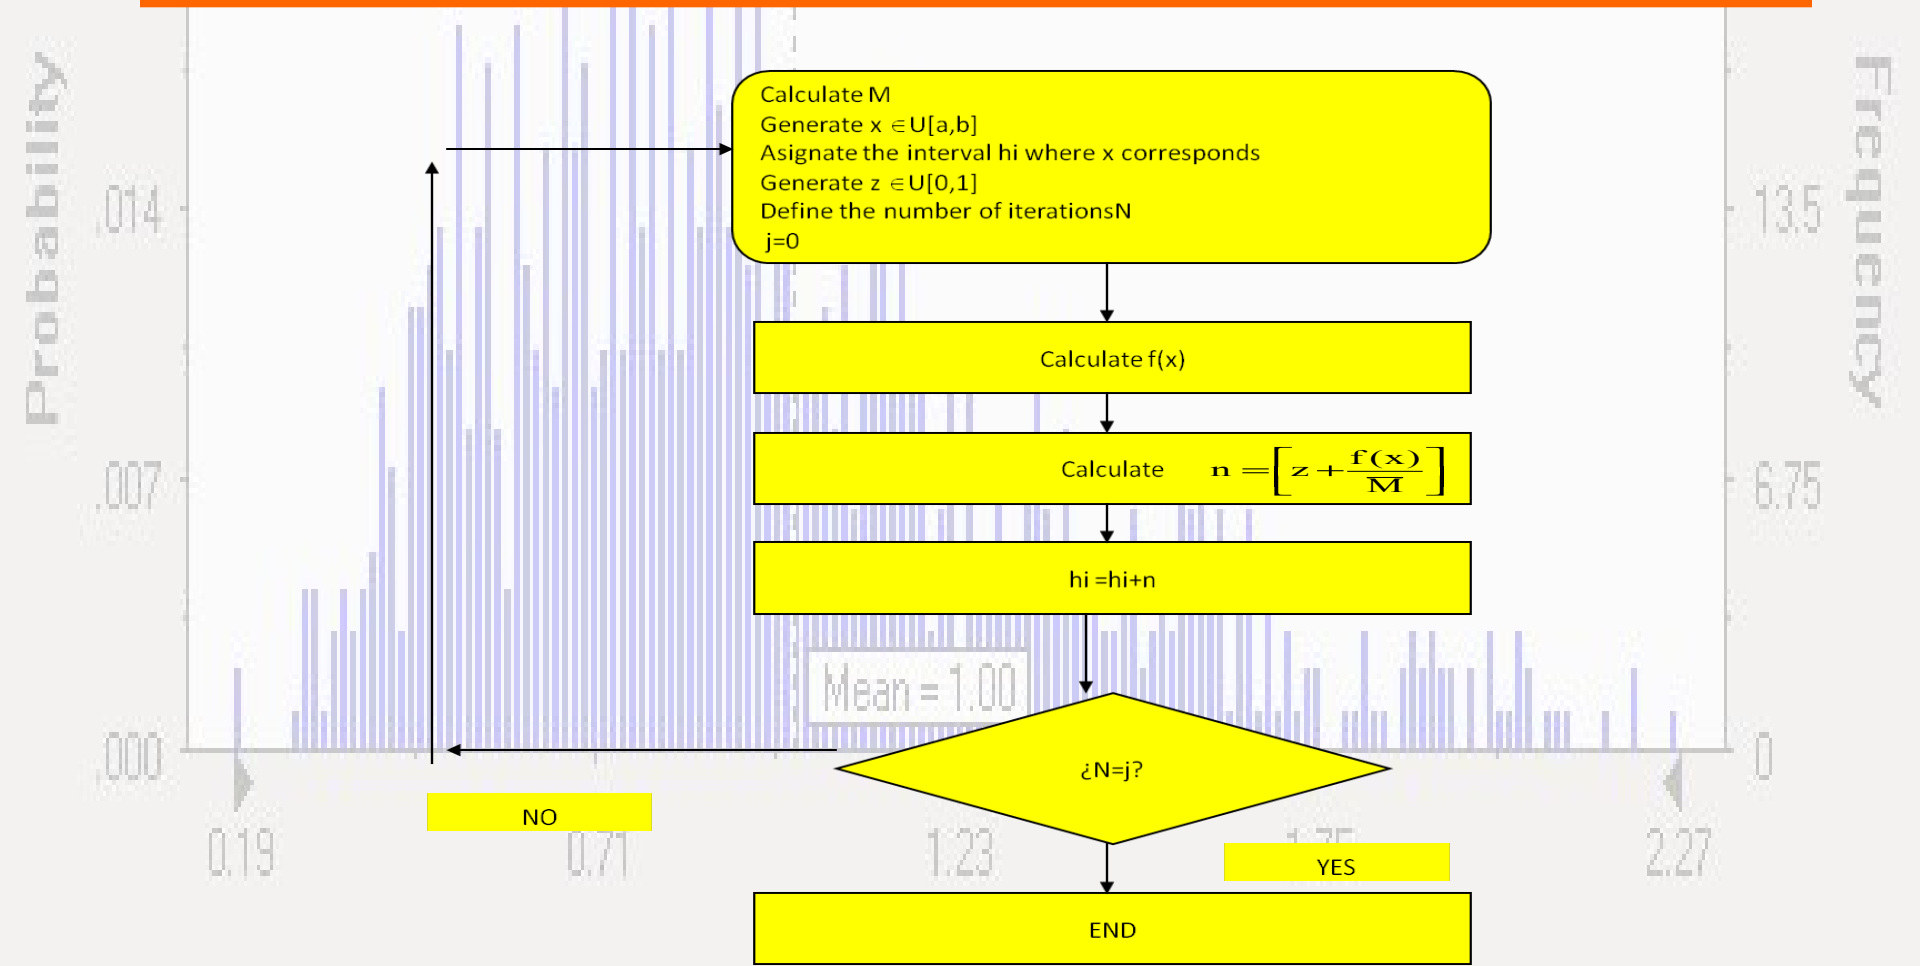 Probability
Frequency
.014
.007
.000
13.5
6.75
0
Calculate M
Generate x ∈U[a,b]
Asignate the interval hi where x corresponds
Generate z ∈U[0,1]
Define the number of iterationsN
j=0
Calculate f(x)
Calculate n =[z + f(x)/M]
hi =hi+n
Mean = 1.00
¿N=j?
NO
YES
END
0.19
0.71
1.23
1.75
2.27